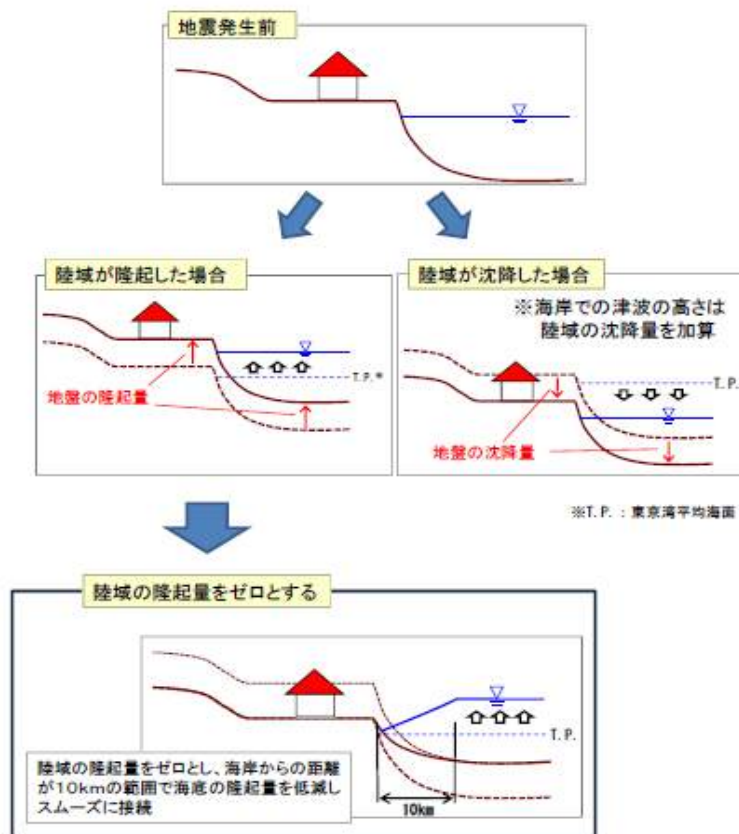 地震発生前
陸域が隆起した場合
T.P.※
地盤の隆起量
陸域が沈降した場合
※海岸での津波の高さは
陸域の沈降量を加算
T.P.
地盤の沈降量
※T.P. : 東京湾平均海面
陸域の隆起量をゼロとする
T.P.
陸域の隆起量をゼロとし、海岸からの距離
が10kmの範囲で海底の隆起量を低減し
スムーズに接続
10km